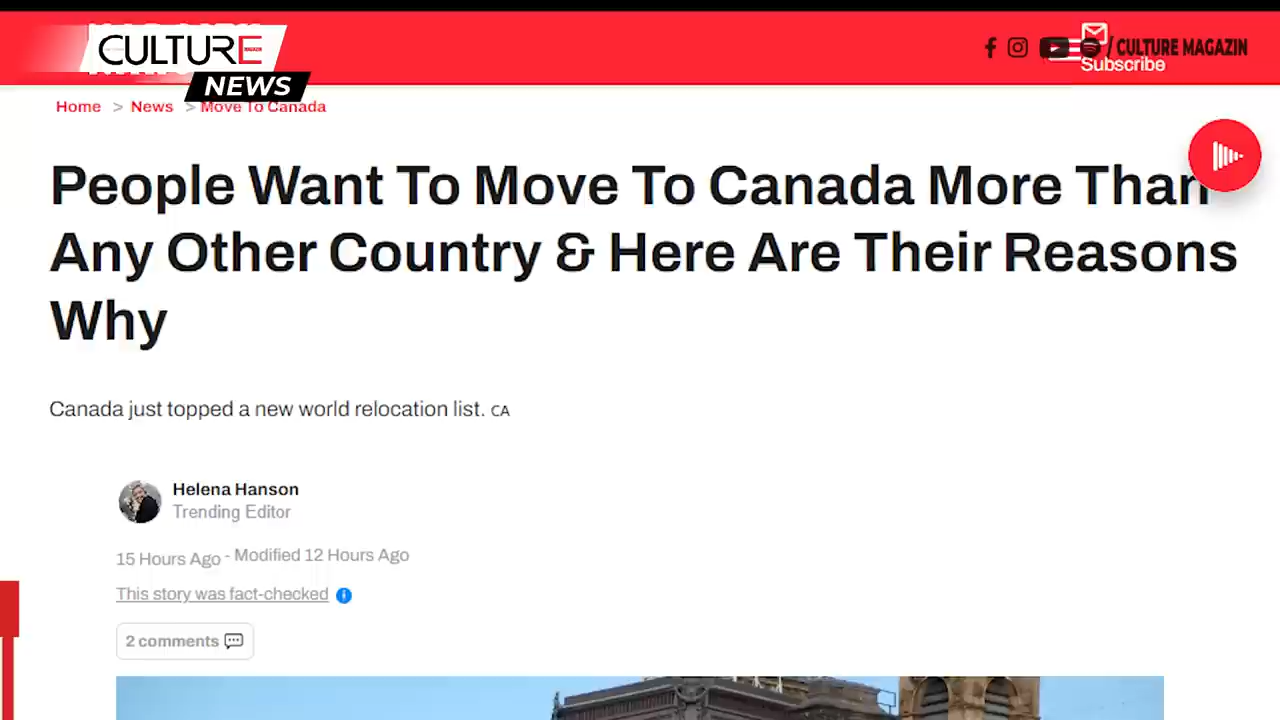 CULTURE
NEWS
/ CULTURE MAGAZIN
Subscribe
Home > News > Move To Canada
People Want To Move To Canada More Than
Any Other Country & Here Are Their Reasons
Why
Canada just topped a new world relocation list. CA
Helena Hanson
Trending Editor
15 Hours Ago - Modified 12 Hours Ago
This story was fact-checked
2 comments